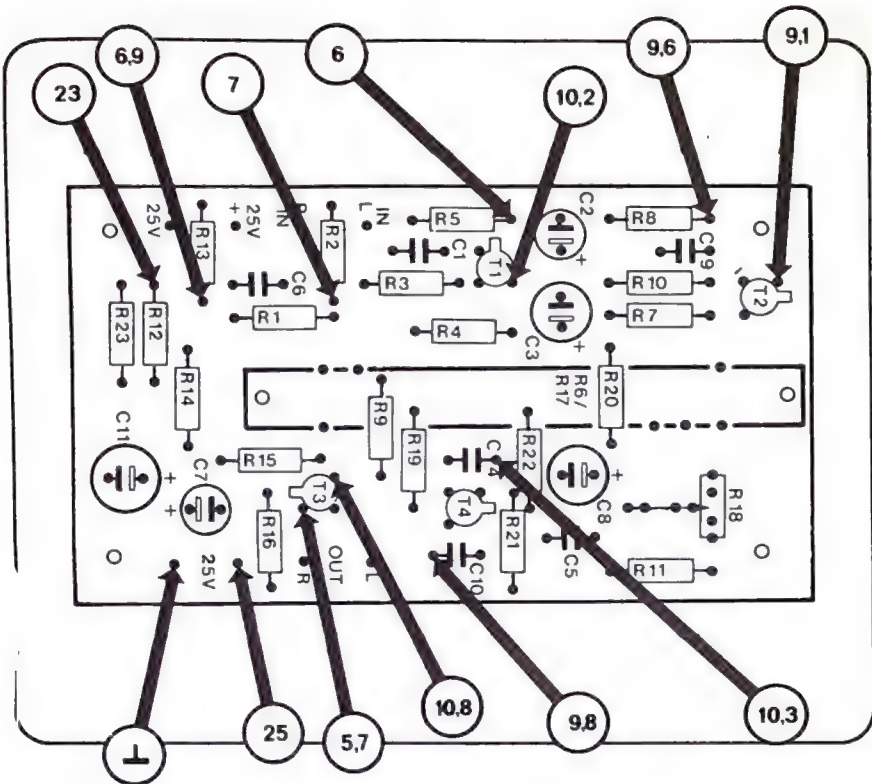 6,9
6
9,6
9,1
23
7
10,2
25V
+
25V
IN
L
IN
R13
R2
R5
C2
R8
C1
T1
+
C9
R3
R10
T2
C6
R1
R7
R4
C3
+
R23
R12
R14
R6/
R17
R20
R9
C11
R19
R22
R15
C4
+
C7
+
T3
T4
C8
+
R18
R16
OUT
R21
C5
25V
R
L
C10
R11
25
5,7
10,8
9,8
10,3